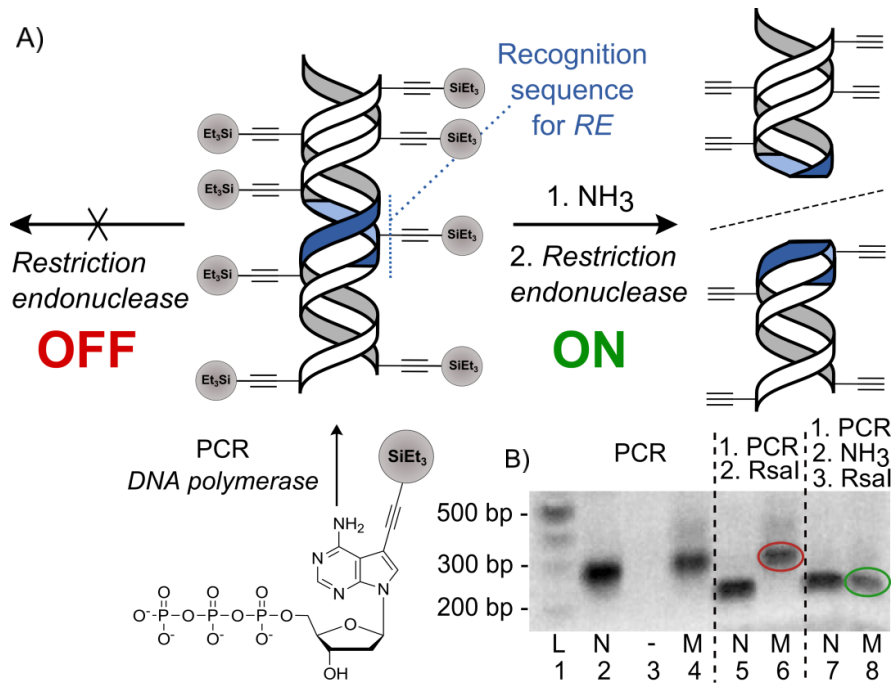 A)
Recognition
sequence
for RE
SiEt₃
Et₃Si
SiEt₃
Et₃Si
SiEt₃
Et₃Si
Et₃Si
SiEt₃
Restriction
endonuclease
OFF
1. NH₃
2. Restriction
endonuclease
ON
PCR
DNA polymerase
SiEt₃
NH₂
N
N
N
O
O
O
O⁻
P
O
P
O
P
O
O⁻
O⁻
O⁻
O
OH
B)
PCR
1. PCR
2. RsaI
1. PCR
2. NH₃
3. RsaI
500 bp -
300 bp -
200 bp -
L N - M N M N M
1 2 3 4 5 6 7 8